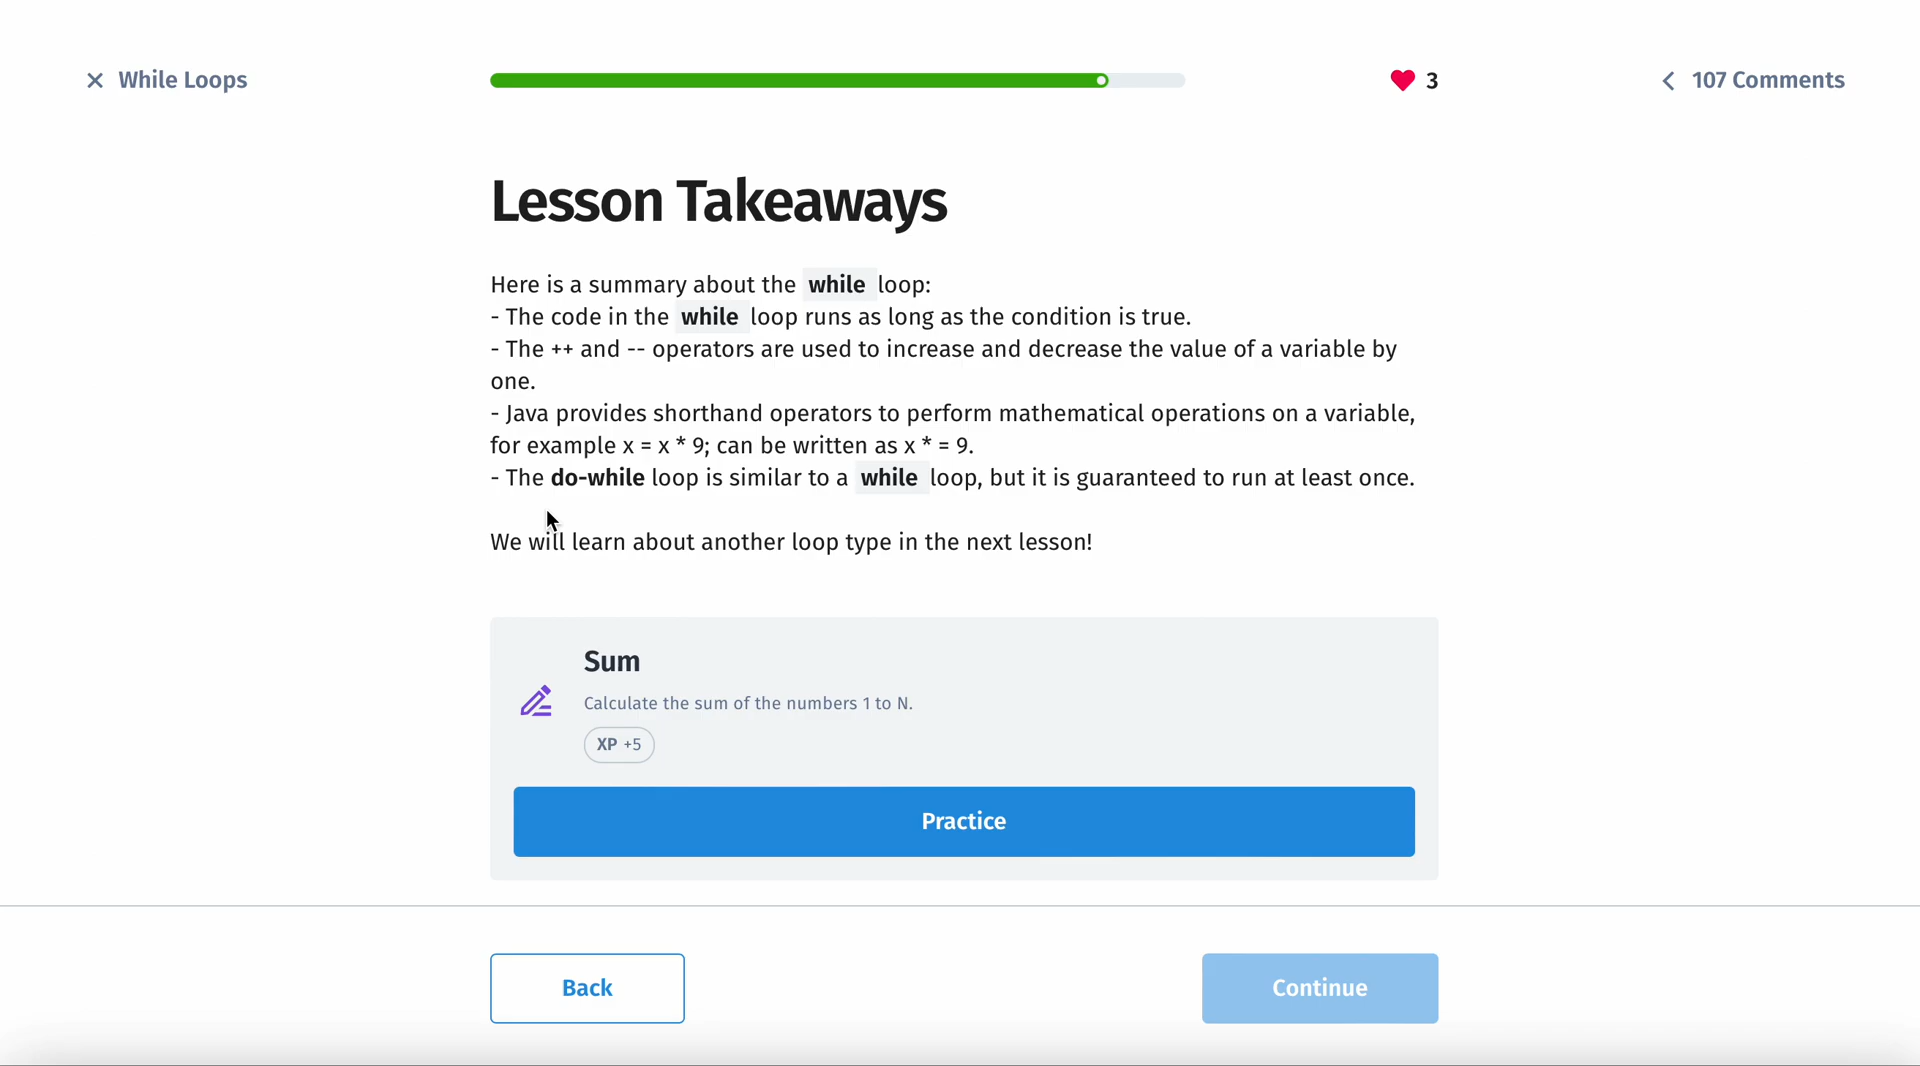 While Loops
3
107 Comments
Lesson Takeaways
Here is a summary about the while loop:
- The code in the while loop runs as long as the condition is true.
- The ++ and -- operators are used to increase and decrease the value of a variable by
one.
- Java provides shorthand operators to perform mathematical operations on a variable,
for example x = x * 9; can be written as x * = 9.
- The do-while loop is similar to a while loop, but it is guaranteed to run at least once.
We will learn about another loop type in the next lesson!
Sum
Calculate the sum of the numbers 1 to N.
XP +5
Practice
Back
Continue